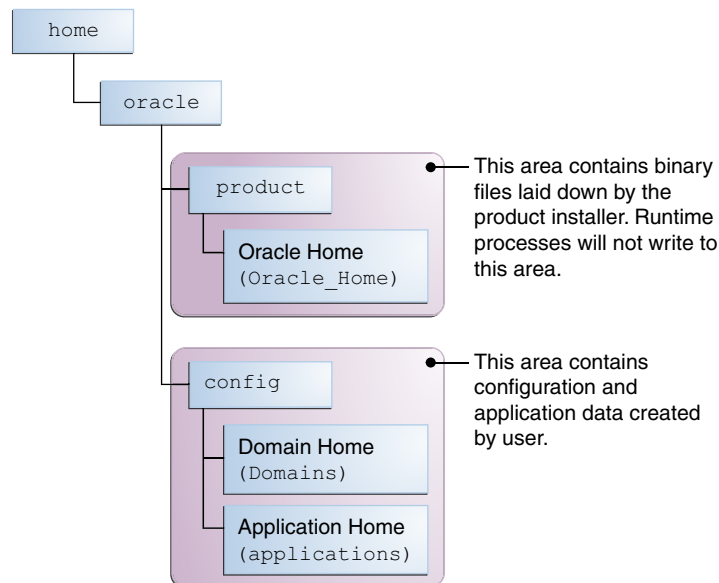 home
oracle
product
Oracle Home
(Oracle_Home)
This area contains binary
files laid down by the
product installer. Runtime
processes will not write to
this area.
config
Domain Home
(Domains)
Application Home
(applications)
This area contains
configuration and
application data created
by user.